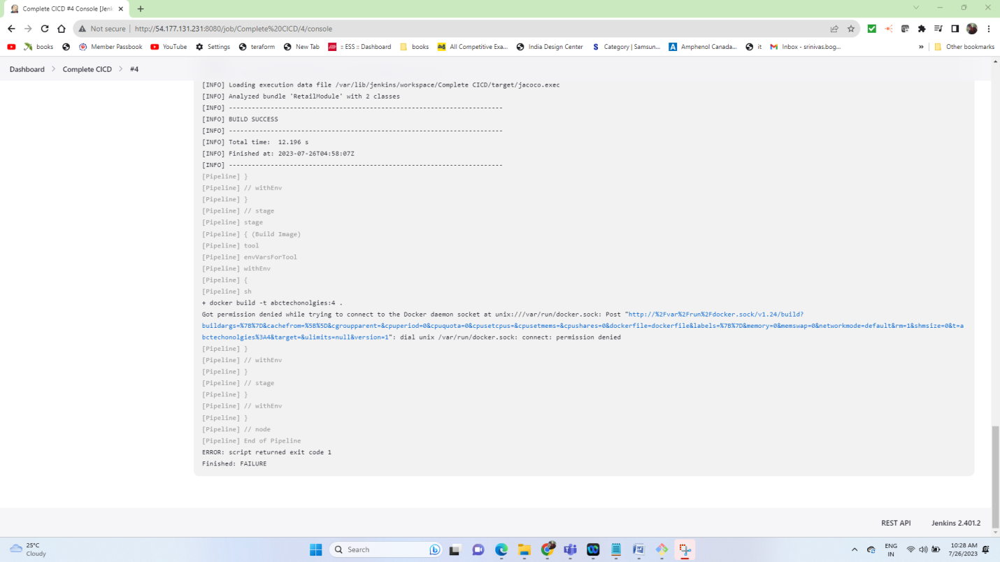 Complete CICD #4 Console [Jenk
Not secure | http://54.177.131.231:8080/job/Complete%20CICD/4/console
books Member Passbook YouTube Settings teraform New Tab :: ESS :: Dashboard books All Competitive Exa... India Design Center Category | Samsun... Amphenol Canada... it Inbox - srinivas.bog... » Other bookmarks
Dashboard > Complete CICD > #4
[INFO] Loading execution data file /var/lib/jenkins/workspace/Complete CICD/target/jacoco.exec
[INFO] Analyzed bundle 'RetailModule' with 2 classes
[INFO] ------------------------------------------------------------------------
[INFO] BUILD SUCCESS
[INFO] ------------------------------------------------------------------------
[INFO] Total time:  12.196 s
[INFO] Finished at: 2023-07-26T04:58:07Z
[INFO] ------------------------------------------------------------------------
[Pipeline] }
[Pipeline] // withEnv
[Pipeline] }
[Pipeline] // stage
[Pipeline] stage
[Pipeline] { (Build Image)
[Pipeline] tool
[Pipeline] envVarsForTool
[Pipeline] withEnv
[Pipeline] {
[Pipeline] sh
+ docker build -t abctechonolgies:4 .
Got permission denied while trying to connect to the Docker daemon socket at unix:///var/run/docker.sock: Post "http://%2Fvar%2Frun%2Fdocker.sock/v1.24/build?
buildargs=%7B%7D&cachefrom=%5B%5D&cgroupparent=&cpuperiod=0&cpuquota=0&cpusetcpus=&cpusetmems=&cpushares=0&dockerfile=dockerfile&labels=%7B%7D&memory=0&memswap=0&networkmode=default&rm=1&shmsize=0&t=a
bctechonolgies%3A4&target=&ulimits=null&version=1": dial unix /var/run/docker.sock: connect: permission denied
[Pipeline] }
[Pipeline] // withEnv
[Pipeline] }
[Pipeline] // stage
[Pipeline] }
[Pipeline] // withEnv
[Pipeline] }
[Pipeline] // node
[Pipeline] End of Pipeline
ERROR: script returned exit code 1
Finished: FAILURE
REST API Jenkins 2.401.2
25°C
Cloudy
Search
ENG
IN
10:28 AM
7/26/2023